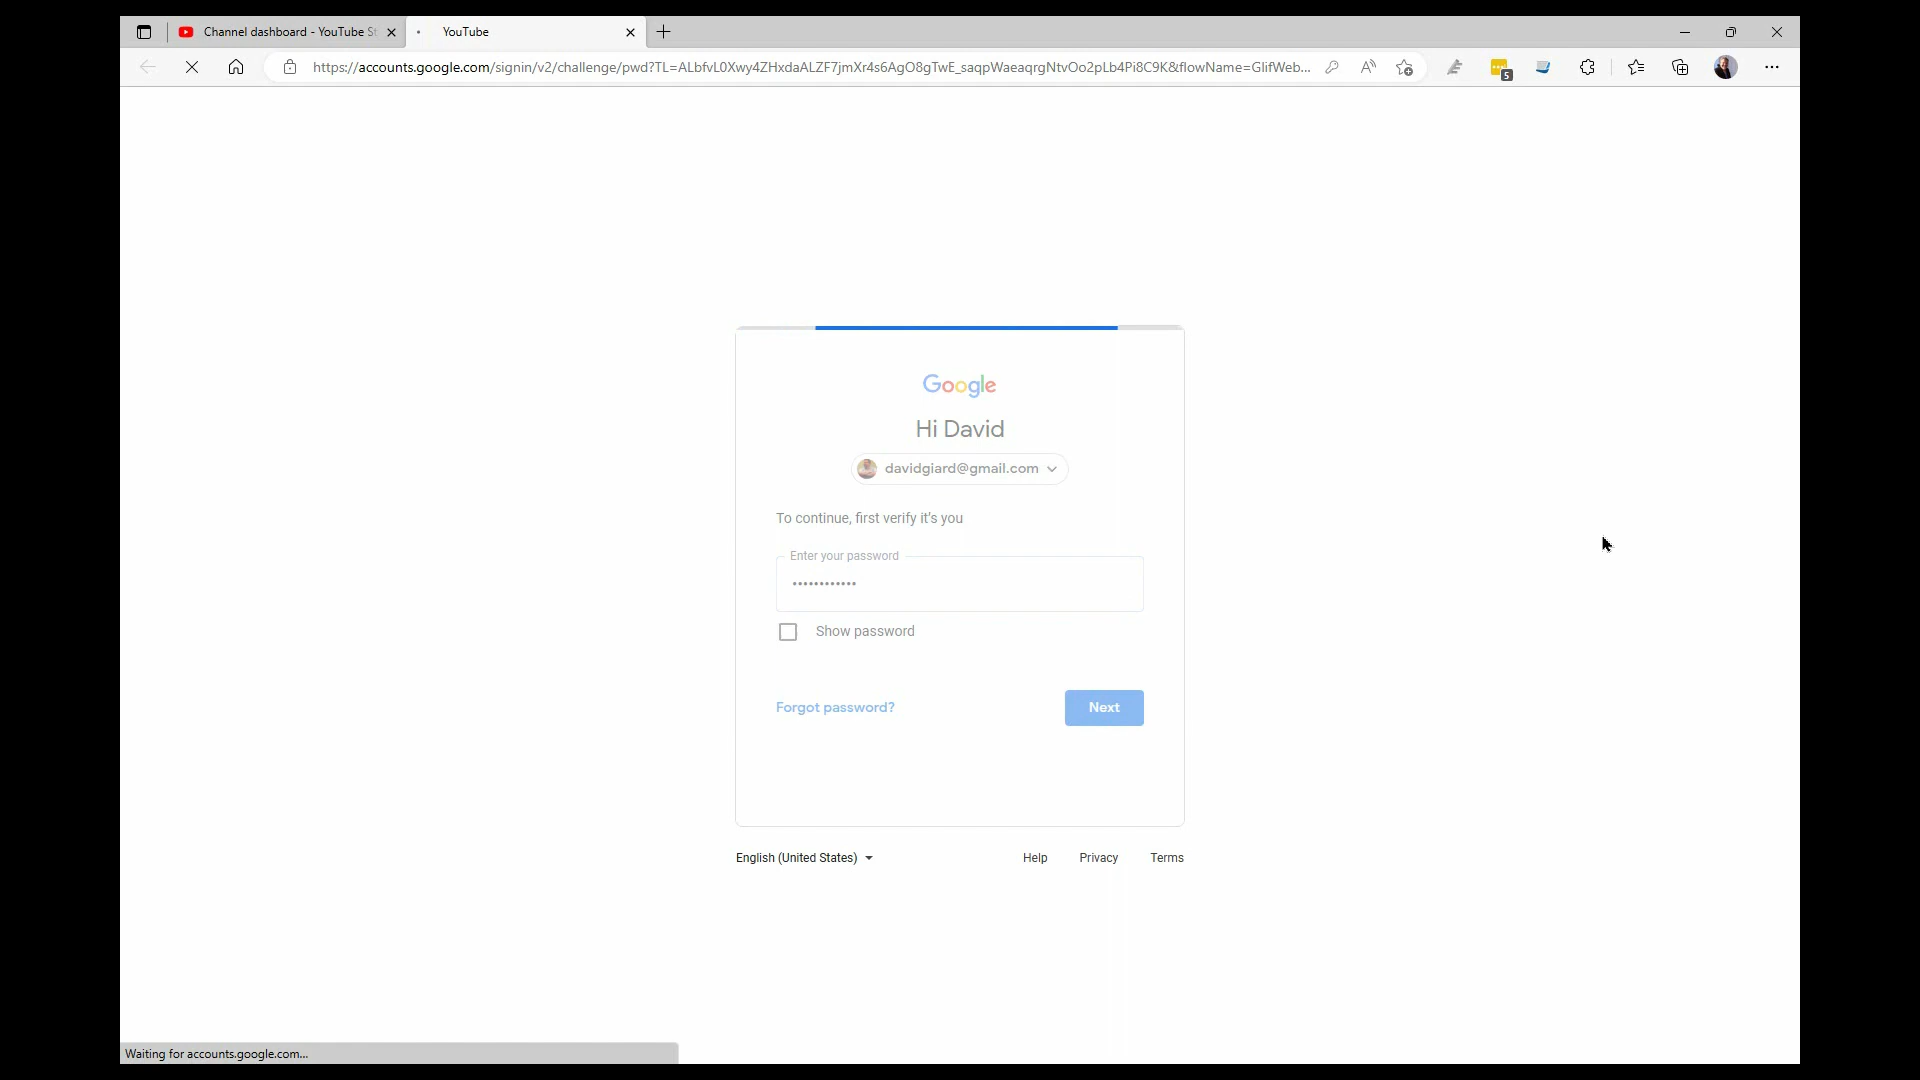 Channel dashboard - YouTube St
YouTube
https://accounts.google.com/signin/v2/challenge/pwd?TL=ALbfvL0Xwy4ZHxdaALZF7jmXr4s6AgO8gTwE_saqpWaeaqrgNtvOo2pLb4Pi8C9K&flowName=GlifWeb...
5
Google
Hi David
davidgiard@gmail.com
To continue, first verify it's you
Enter your password
••••••••••••
Show password
Forgot password?
Next
English (United States)
Help
Privacy
Terms
Waiting for accounts.google.com...